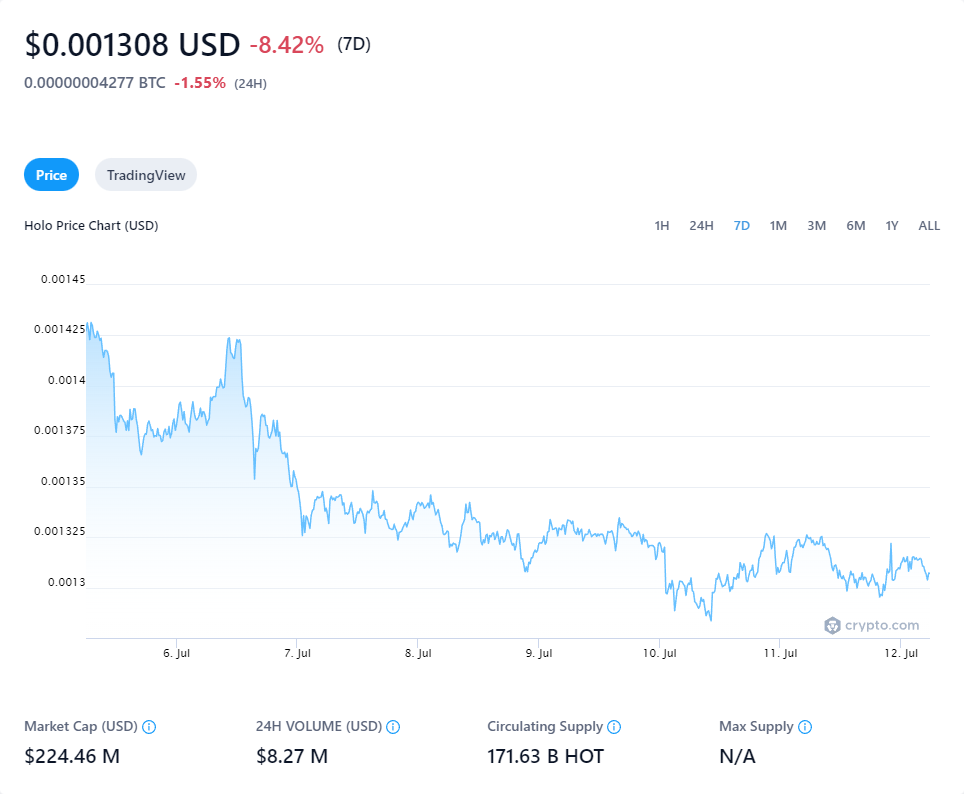 $0.001308 USD -8.42% (7D)
0.00000004277 BTC -1.55% (24H)
Price TradingView
Holo Price Chart (USD) 1H 24H 7D 1M 3M 6M 1Y ALL
0.00145
0.001425
0.0014
0.001375
0.00135
0.001325
0.0013
crypto.com
6. Jul 7. Jul 8. Jul 9. Jul 10. Jul 11. Jul 12. Jul
Market Cap (USD) 24H VOLUME (USD) Circulating Supply Max Supply
$224.46 M $8.27 M 171.63 B HOT N/A